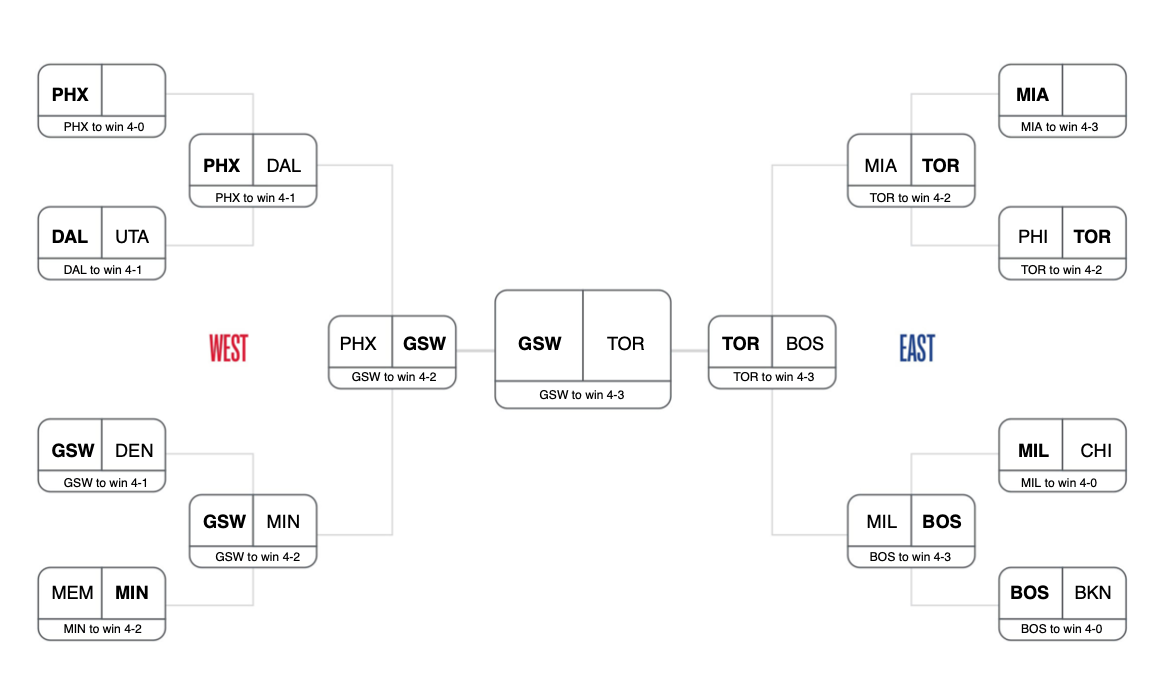 PHX
PHX to win 4-0
PHX DAL
PHX to win 4-1
DAL UTA
DAL to win 4-1
WEST
PHX GSW
GSW to win 4-2
GSW DEN
GSW to win 4-1
GSW MIN
GSW to win 4-2
MEM MIN
MIN to win 4-2
GSW TOR
GSW to win 4-3
MIA
MIA to win 4-3
MIA TOR
TOR to win 4-2
PHI TOR
TOR to win 4-2
TOR BOS
TOR to win 4-3
EAST
MIL CHI
MIL to win 4-0
MIL BOS
BOS to win 4-3
BOS BKN
BOS to win 4-0